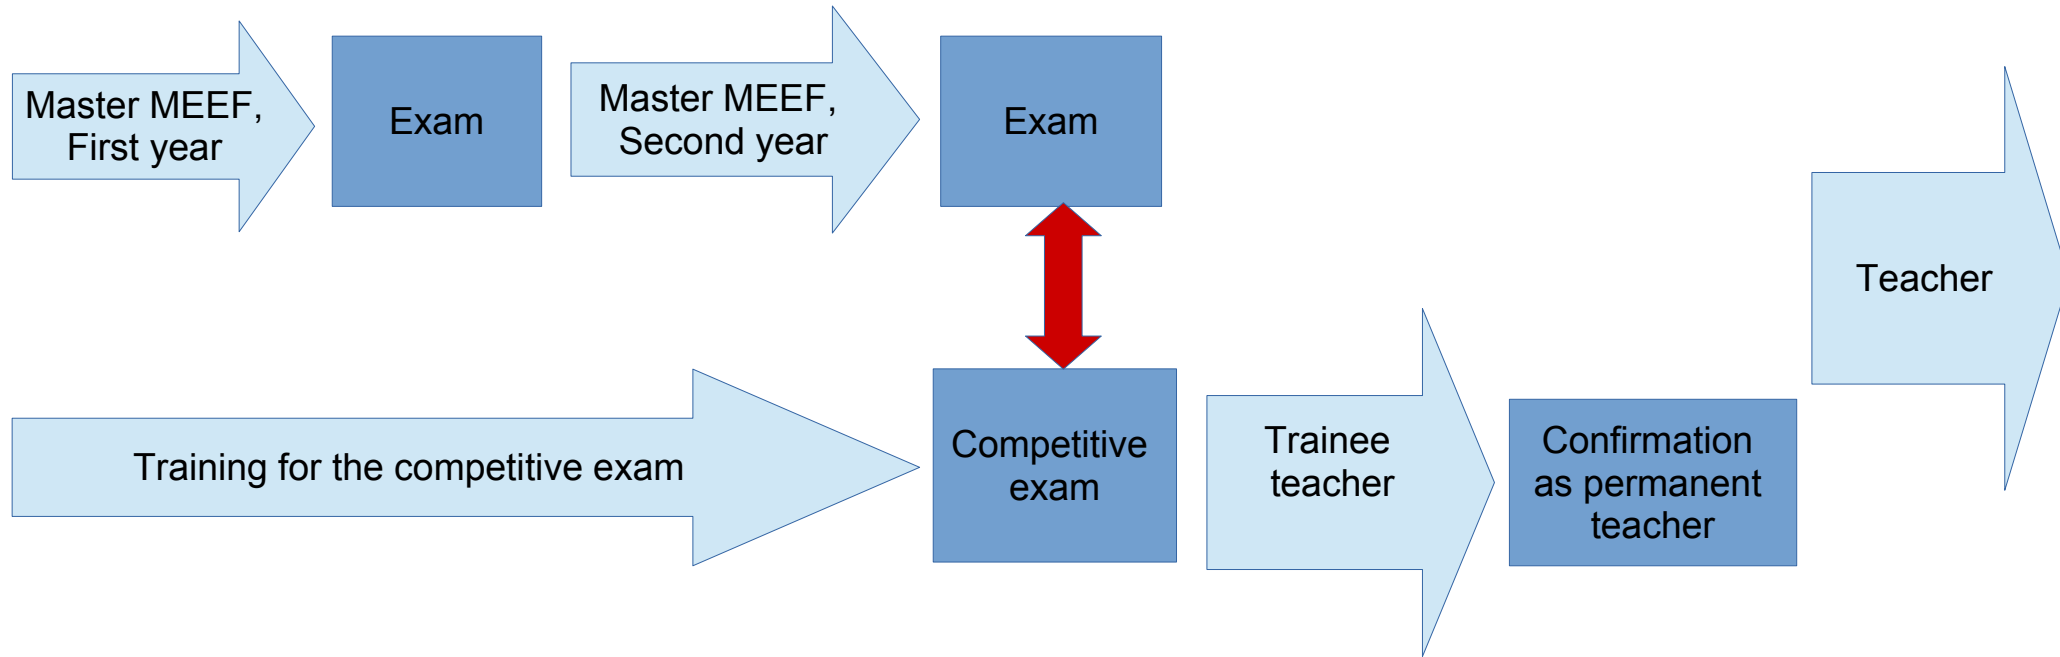 Master MEEF,
First year
Exam
Master MEEF,
Second year
Exam
Teacher
Training for the competitive exam
Competitive
exam
Trainee
teacher
Confirmation
as permanent
teacher